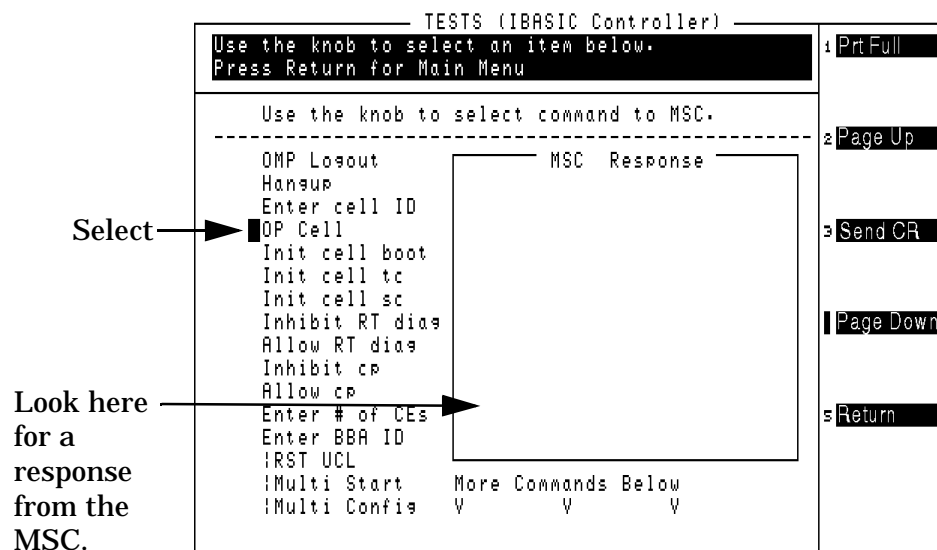 TESTS (IBASIC Controller)
Use the knob to select an item below.
Press Return for Main Menu
Use the knob to select command to MSC.
OMP Logout
Hangup
Enter cell ID
OP Cell
Init cell boot
Init cell tc
Init cell sc
Inhibit RT diag
Allow RT diag
Inhibit cp
Allow cp
Enter # of CEs
Enter BBA ID
¦RST UCL
¦Multi Start
¦Multi Config
MSC Response
More Commands Below
V V V
1 Prt Full
2 Page Up
3 Send CR
Page Down
5 Return
Select
Look here
for a
response
from the
MSC.